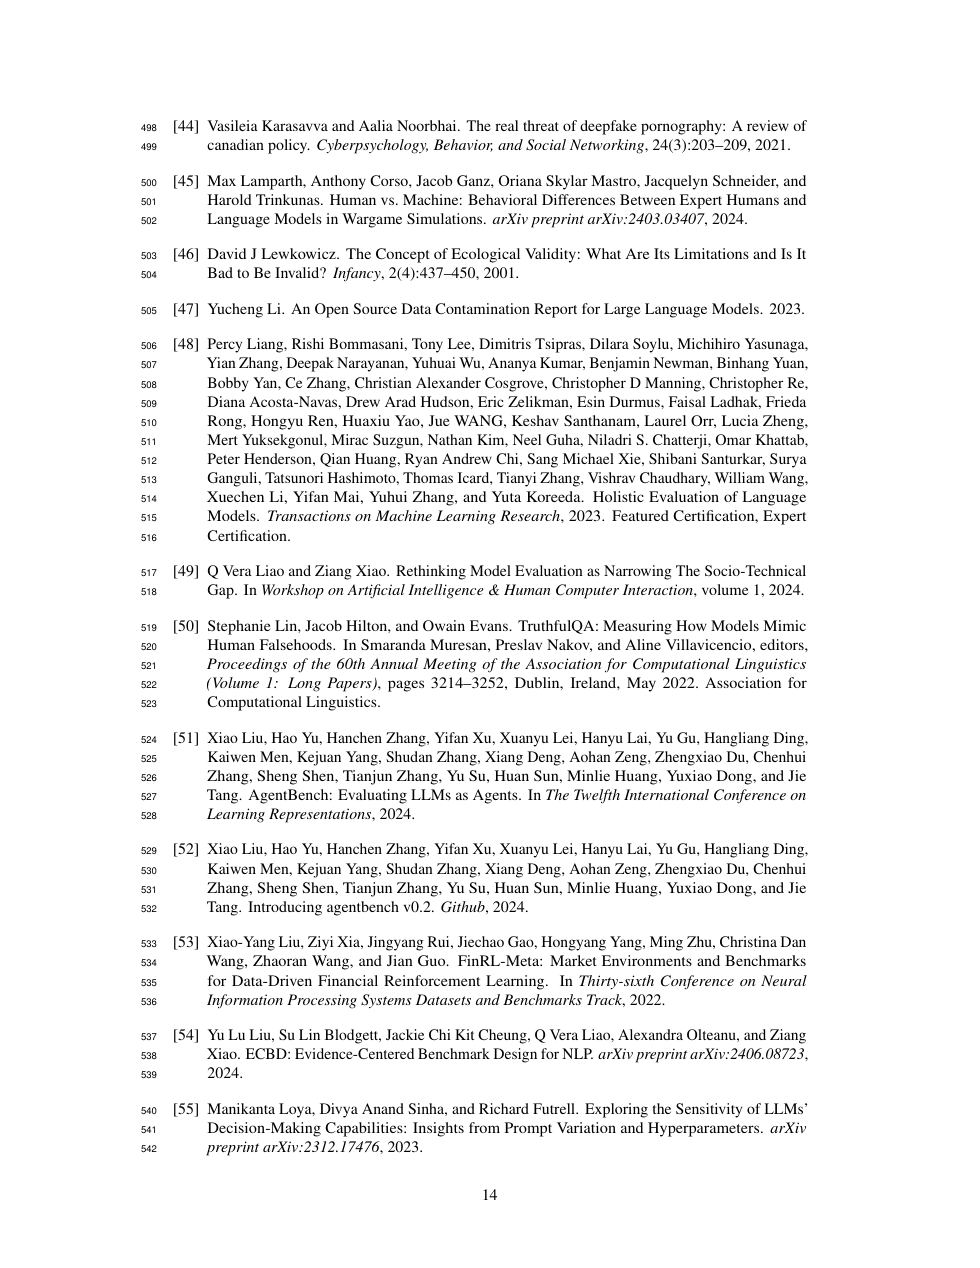 498 [44] Vasileia Karasavva and Aalia Noorbhai. The real threat of deepfake pornography: A review of
499 canadian policy. Cyberpsychology, Behavior, and Social Networking, 24(3):203–209, 2021.
500 [45] Max Lamparth, Anthony Corso, Jacob Ganz, Oriana Skylar Mastro, Jacquelyn Schneider, and
501 Harold Trinkunas. Human vs. Machine: Behavioral Differences Between Expert Humans and
502 Language Models in Wargame Simulations. arXiv preprint arXiv:2403.03407, 2024.
503 [46] David J Lewkowicz. The Concept of Ecological Validity: What Are Its Limitations and Is It
504 Bad to Be Invalid? Infancy, 2(4):437–450, 2001.
505 [47] Yucheng Li. An Open Source Data Contamination Report for Large Language Models. 2023.
506 [48] Percy Liang, Rishi Bommasani, Tony Lee, Dimitris Tsipras, Dilara Soylu, Michihiro Yasunaga,
507 Yian Zhang, Deepak Narayanan, Yuhuai Wu, Ananya Kumar, Benjamin Newman, Binhang Yuan,
508 Bobby Yan, Ce Zhang, Christian Alexander Cosgrove, Christopher D Manning, Christopher Re,
509 Diana Acosta-Navas, Drew Arad Hudson, Eric Zelikman, Esin Durmus, Faisal Ladhak, Frieda
510 Rong, Hongyu Ren, Huaxiu Yao, Jue WANG, Keshav Santhanam, Laurel Orr, Lucia Zheng,
511 Mert Yuksekgonul, Mirac Suzgun, Nathan Kim, Neel Guha, Niladri S. Chatterji, Omar Khattab,
512 Peter Henderson, Qian Huang, Ryan Andrew Chi, Sang Michael Xie, Shibani Santurkar, Surya
513 Ganguli, Tatsunori Hashimoto, Thomas Icard, Tianyi Zhang, Vishrav Chaudhary, William Wang,
514 Xuechen Li, Yifan Mai, Yuhui Zhang, and Yuta Koreeda. Holistic Evaluation of Language
515 Models. Transactions on Machine Learning Research, 2023. Featured Certification, Expert
516 Certification.
517 [49] Q Vera Liao and Ziang Xiao. Rethinking Model Evaluation as Narrowing The Socio-Technical
518 Gap. In Workshop on Artificial Intelligence & Human Computer Interaction, volume 1, 2024.
519 [50] Stephanie Lin, Jacob Hilton, and Owain Evans. TruthfulQA: Measuring How Models Mimic
520 Human Falsehoods. In Smaranda Muresan, Preslav Nakov, and Aline Villavicencio, editors,
521 Proceedings of the 60th Annual Meeting of the Association for Computational Linguistics
522 (Volume 1: Long Papers), pages 3214–3252, Dublin, Ireland, May 2022. Association for
523 Computational Linguistics.
524 [51] Xiao Liu, Hao Yu, Hanchen Zhang, Yifan Xu, Xuanyu Lei, Hanyu Lai, Yu Gu, Hangliang Ding,
525 Kaiwen Men, Kejuan Yang, Shudan Zhang, Xiang Deng, Aohan Zeng, Zhengxiao Du, Chenhui
526 Zhang, Sheng Shen, Tianjun Zhang, Yu Su, Huan Sun, Minlie Huang, Yuxiao Dong, and Jie
527 Tang. AgentBench: Evaluating LLMs as Agents. In The Twelfth International Conference on
528 Learning Representations, 2024.
529 [52] Xiao Liu, Hao Yu, Hanchen Zhang, Yifan Xu, Xuanyu Lei, Hanyu Lai, Yu Gu, Hangliang Ding,
530 Kaiwen Men, Kejuan Yang, Shudan Zhang, Xiang Deng, Aohan Zeng, Zhengxiao Du, Chenhui
531 Zhang, Sheng Shen, Tianjun Zhang, Yu Su, Huan Sun, Minlie Huang, Yuxiao Dong, and Jie
532 Tang. Introducing agentbench v0.2. Github, 2024.
533 [53] Xiao-Yang Liu, Ziyi Xia, Jingyang Rui, Jiechao Gao, Hongyang Yang, Ming Zhu, Christina Dan
534 Wang, Zhaoran Wang, and Jian Guo. FinRL-Meta: Market Environments and Benchmarks
535 for Data-Driven Financial Reinforcement Learning. In Thirty-sixth Conference on Neural
536 Information Processing Systems Datasets and Benchmarks Track, 2022.
537 [54] Yu Lu Liu, Su Lin Blodgett, Jackie Chi Kit Cheung, Q Vera Liao, Alexandra Olteanu, and Ziang
538 Xiao. ECBD: Evidence-Centered Benchmark Design for NLP. arXiv preprint arXiv:2406.08723,
539 2024.
540 [55] Manikanta Loya, Divya Anand Sinha, and Richard Futrell. Exploring the Sensitivity of LLMs’
541 Decision-Making Capabilities: Insights from Prompt Variation and Hyperparameters. arXiv
542 preprint arXiv:2312.17476, 2023.
14